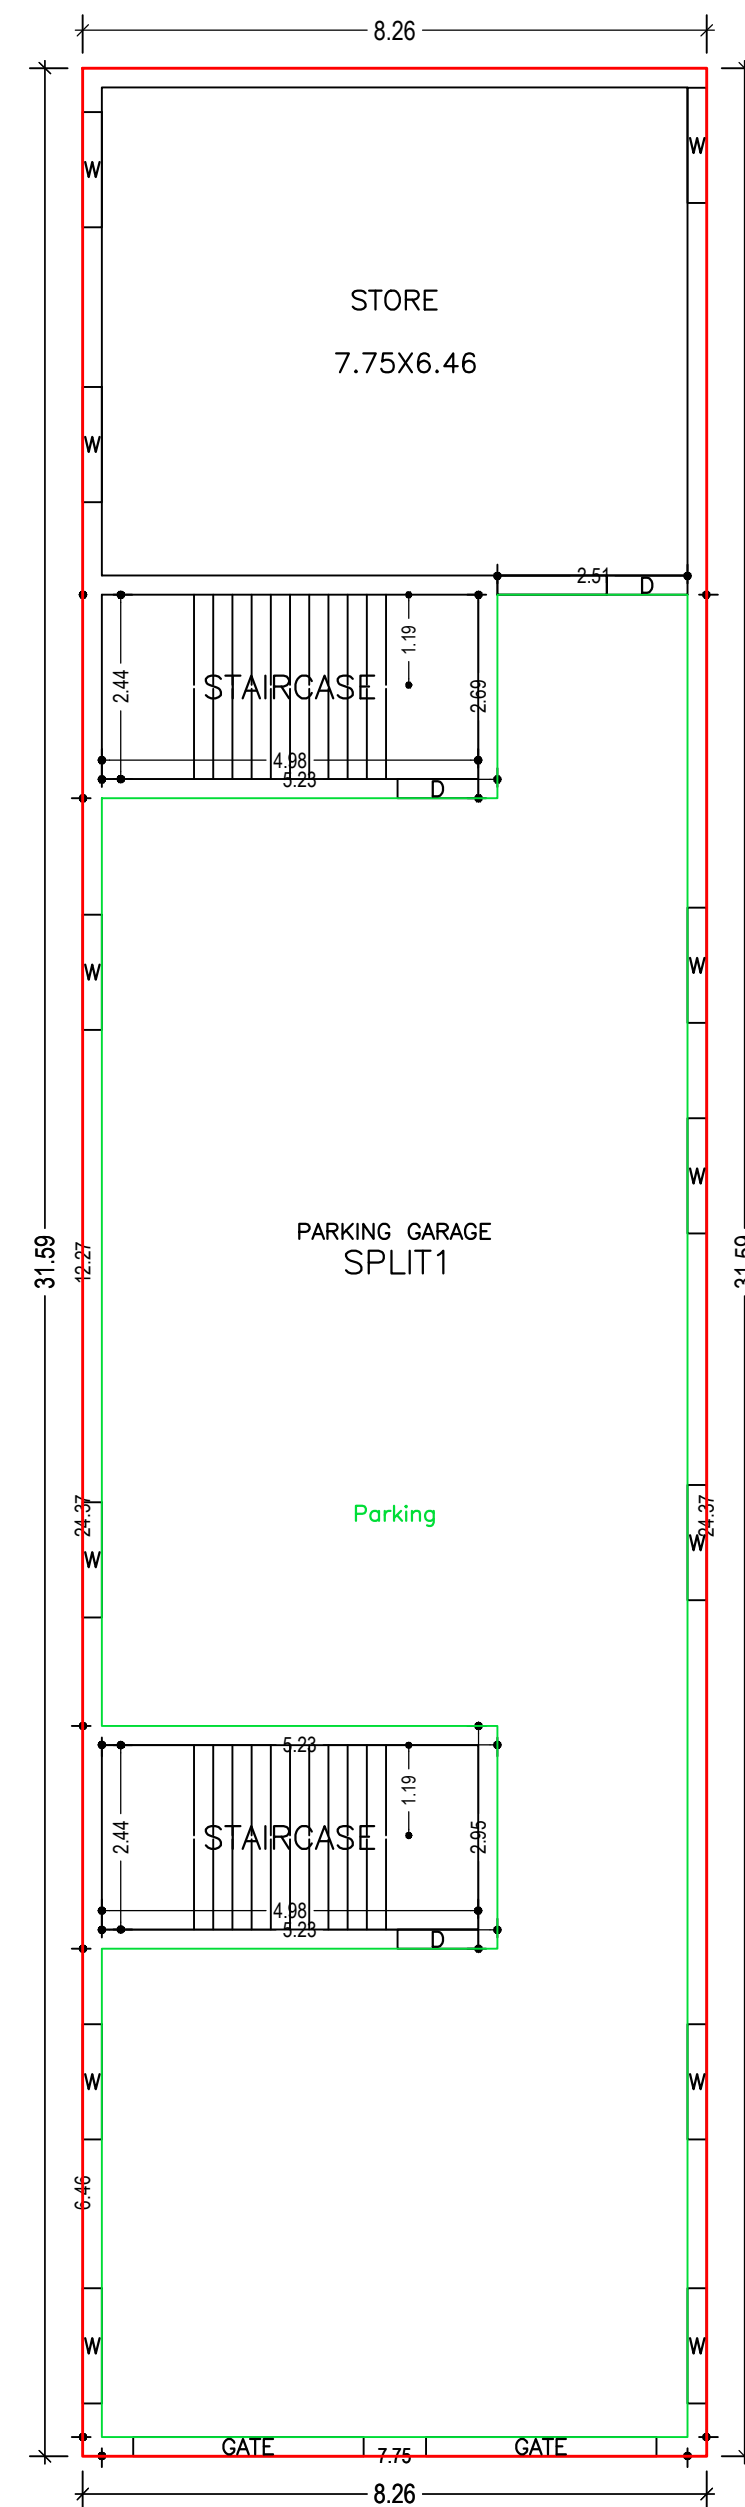 8.26
W
W
STORE
7.75X6.46
W
2.51
D
2.44
1.19
STAIRCASE
2.69
4.98
5.23
D
W
W
W
PARKING GARAGE
SPLIT1
31.59
12.27
31.59
Parking
24.37
24.37
W
W
5.23
1.19
2.44
STAIRCASE
2.95
4.98
5.23
D
W
W
6.46
W
W
GATE
7.75
GATE
8.26